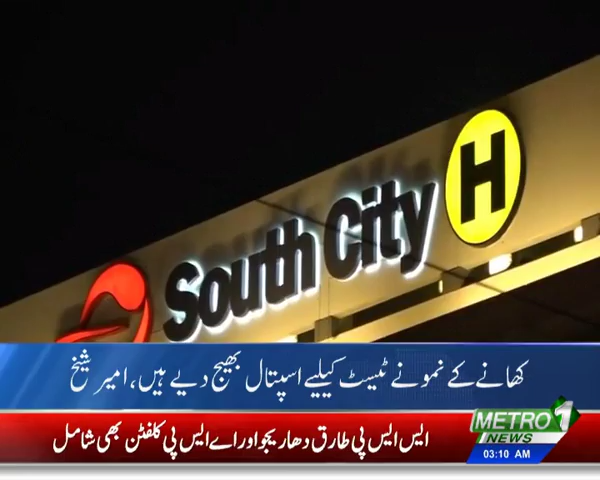 South City H
کھانے کے نمونے ٹیسٹ کیلیے اسپتال بھیج دیے ہیں، امیر شیخ
ایس ایس پی طارق دھاریجو اور اے ایس پی کلفٹن بھی شامل
METRO 1
NEWS
03:10 AM